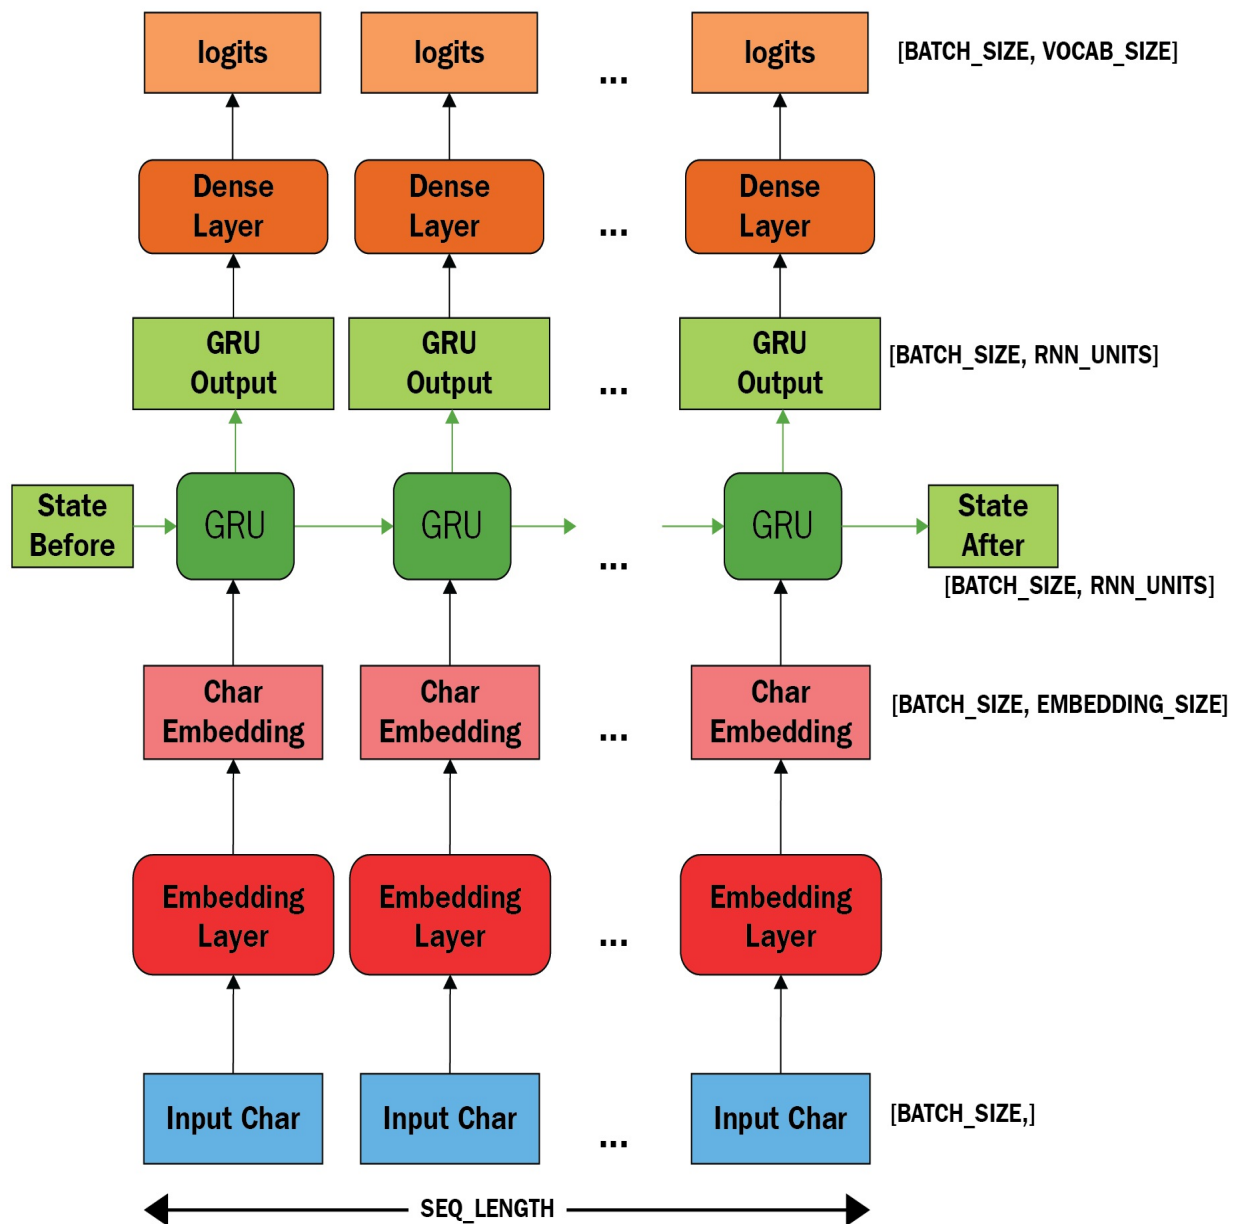 logits
logits
...
logits
[BATCH_SIZE, VOCAB_SIZE]
Dense
Layer
Dense
Layer
...
Dense
Layer
GRU
Output
GRU
Output
...
GRU
Output
[BATCH_SIZE, RNN_UNITS]
State
Before
GRU
GRU
...
GRU
State
After
[BATCH_SIZE, RNN_UNITS]
Char
Embedding
Char
Embedding
...
Char
Embedding
[BATCH_SIZE, EMBEDDING_SIZE]
Embedding
Layer
Embedding
Layer
...
Embedding
Layer
Input Char
Input Char
...
Input Char
[BATCH_SIZE,]
SEQ_LENGTH